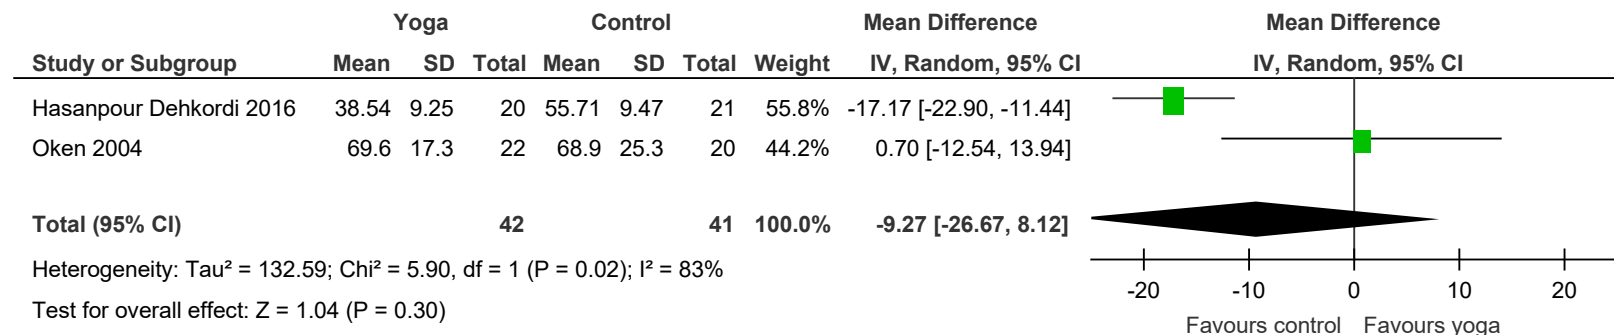 Yoga Control Mean Difference Mean Difference
Study or Subgroup Mean SD Total Mean SD Total Weight IV, Random, 95% CI IV, Random, 95% CI
Hasanpour Dehkordi 2016 38.54 9.25 20 55.71 9.47 21 55.8% -17.17 [-22.90, -11.44]
Oken 2004 69.6 17.3 22 68.9 25.3 20 44.2% 0.70 [-12.54, 13.94]
Total (95% CI) 42 41 100.0% -9.27 [-26.67, 8.12]
Heterogeneity: Tau² = 132.59; Chi² = 5.90, df = 1 (P = 0.02); I² = 83%
Test for overall effect: Z = 1.04 (P = 0.30)
-20 -10 0 10 20
Favours control Favours yoga